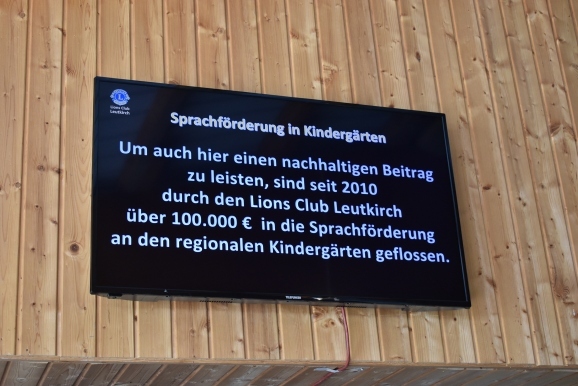 Lions Club
Leutkirch
Sprachförderung in Kindergärten
Um auch hier einen nachhaltigen Beitrag
zu leisten, sind seit 2010
durch den Lions Club Leutkirch
über 100.000 € in die Sprachförderung
an den regionalen Kindergärten geflossen.
TELEFUNKEN